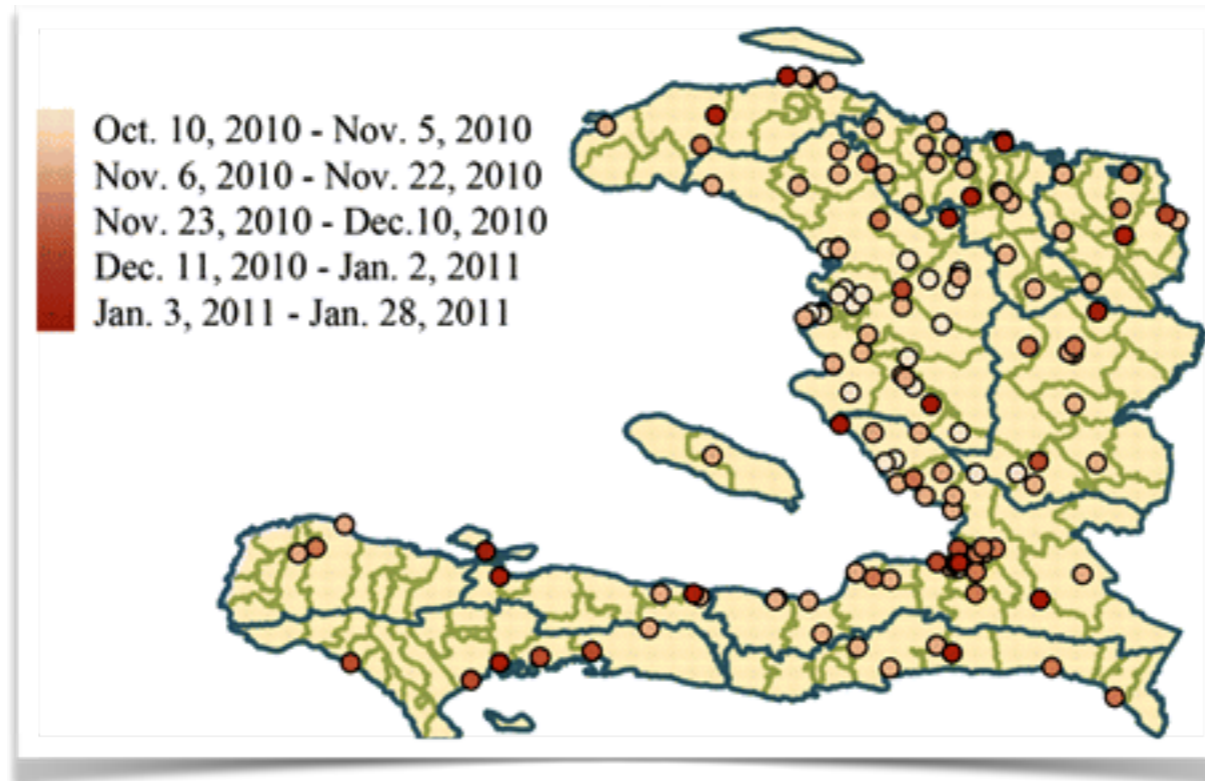 Oct. 10, 2010 - Nov. 5, 2010
Nov. 6, 2010 - Nov. 22, 2010
Nov. 23, 2010 - Dec.10, 2010
Dec. 11, 2010 - Jan. 2, 2011
Jan. 3, 2011 - Jan. 28, 2011